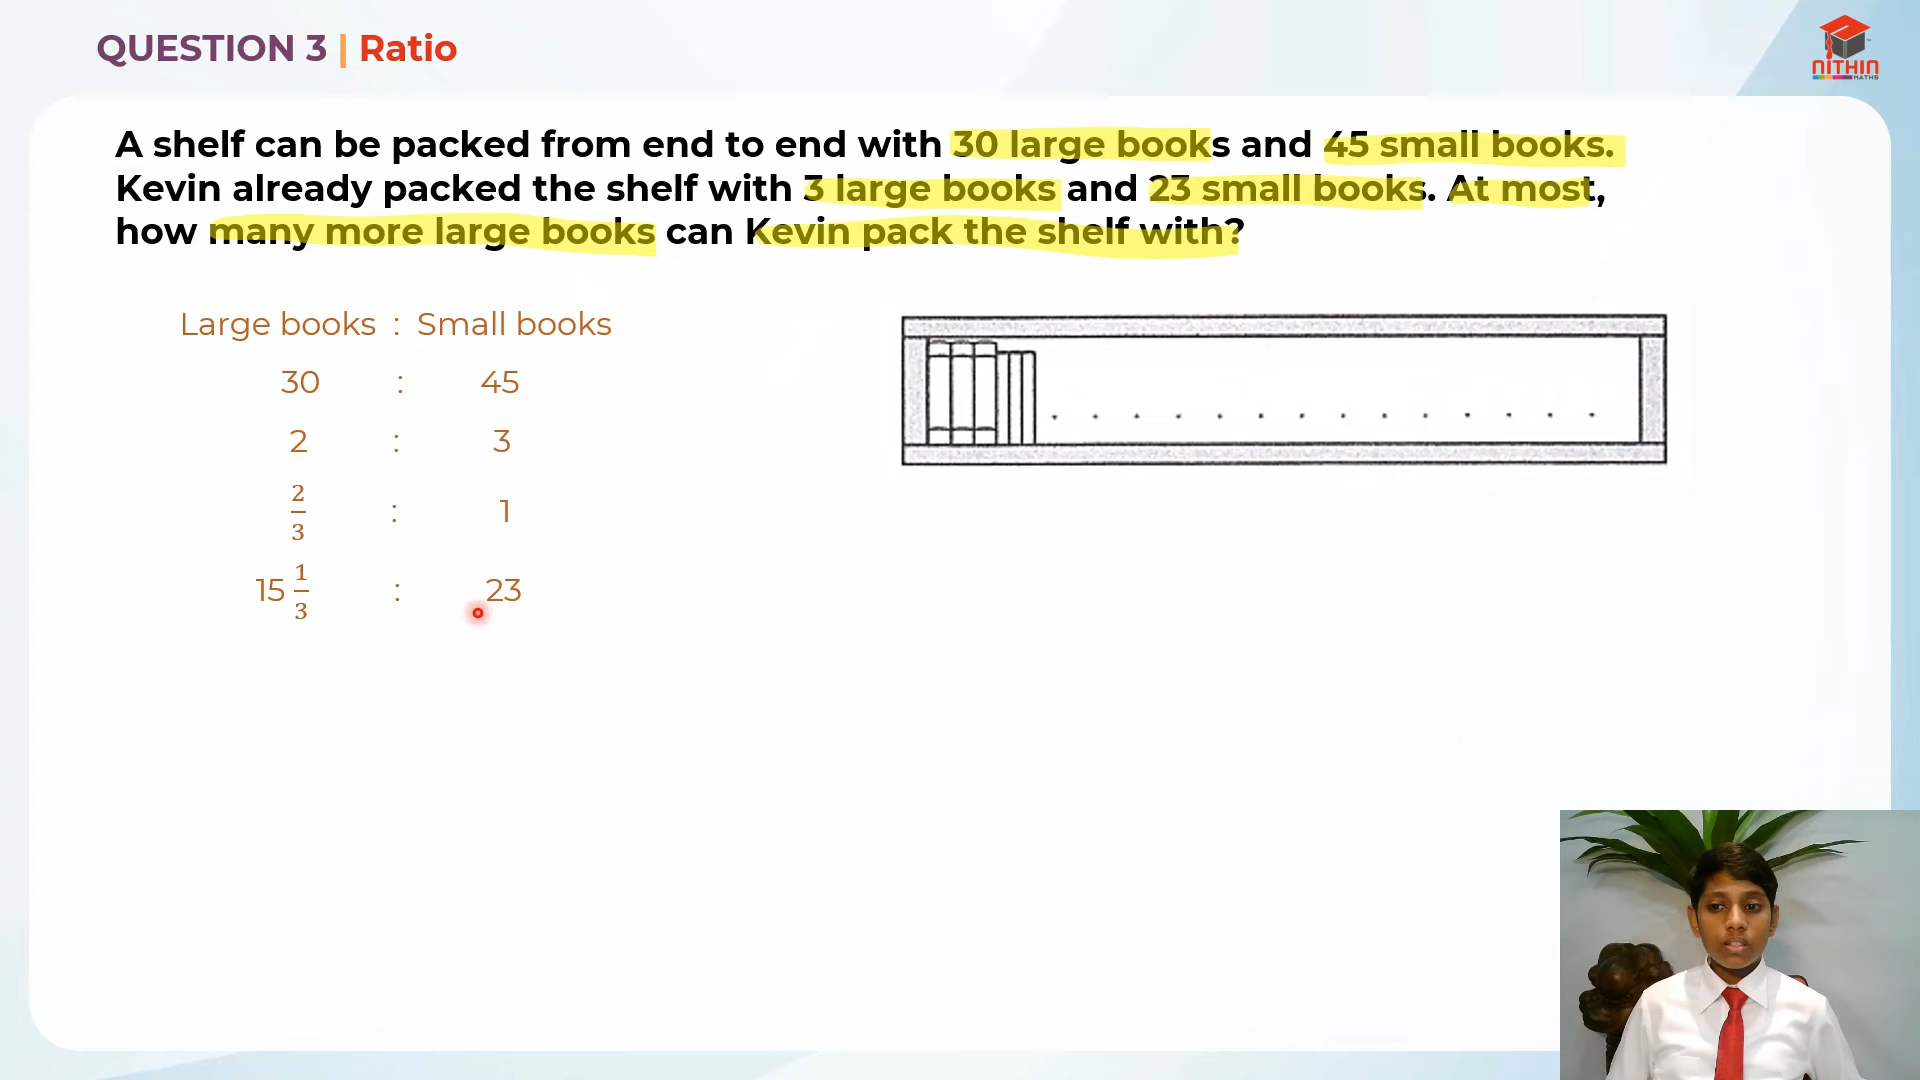 QUESTION 3 | Ratio
NITHIN
MATHS
A shelf can be packed from end to end with 30 large books and 45 small books.
Kevin already packed the shelf with 3 large books and 23 small books. At most,
how many more large books can Kevin pack the shelf with?
Large books : Small books
30 : 45
2 : 3
2/3 : 1
15 1/3 : 23